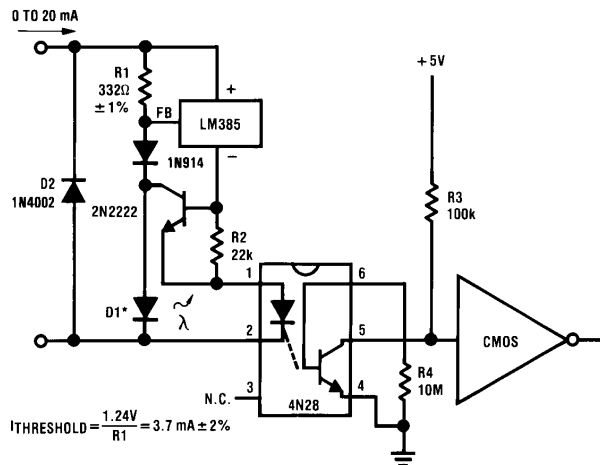 0 TO 20 mA
R1
332Ω
±1%
FB
+
LM385
−
1N914
D2
1N4002
2N2222
R2
22k
D1*
λ
+5V
R3
100k
1
6
2
5
3
4
N.C.
4N28
R4
10M
CMOS
ITHRESHOLD = 1.24V / R1 = 3.7 mA ± 2%